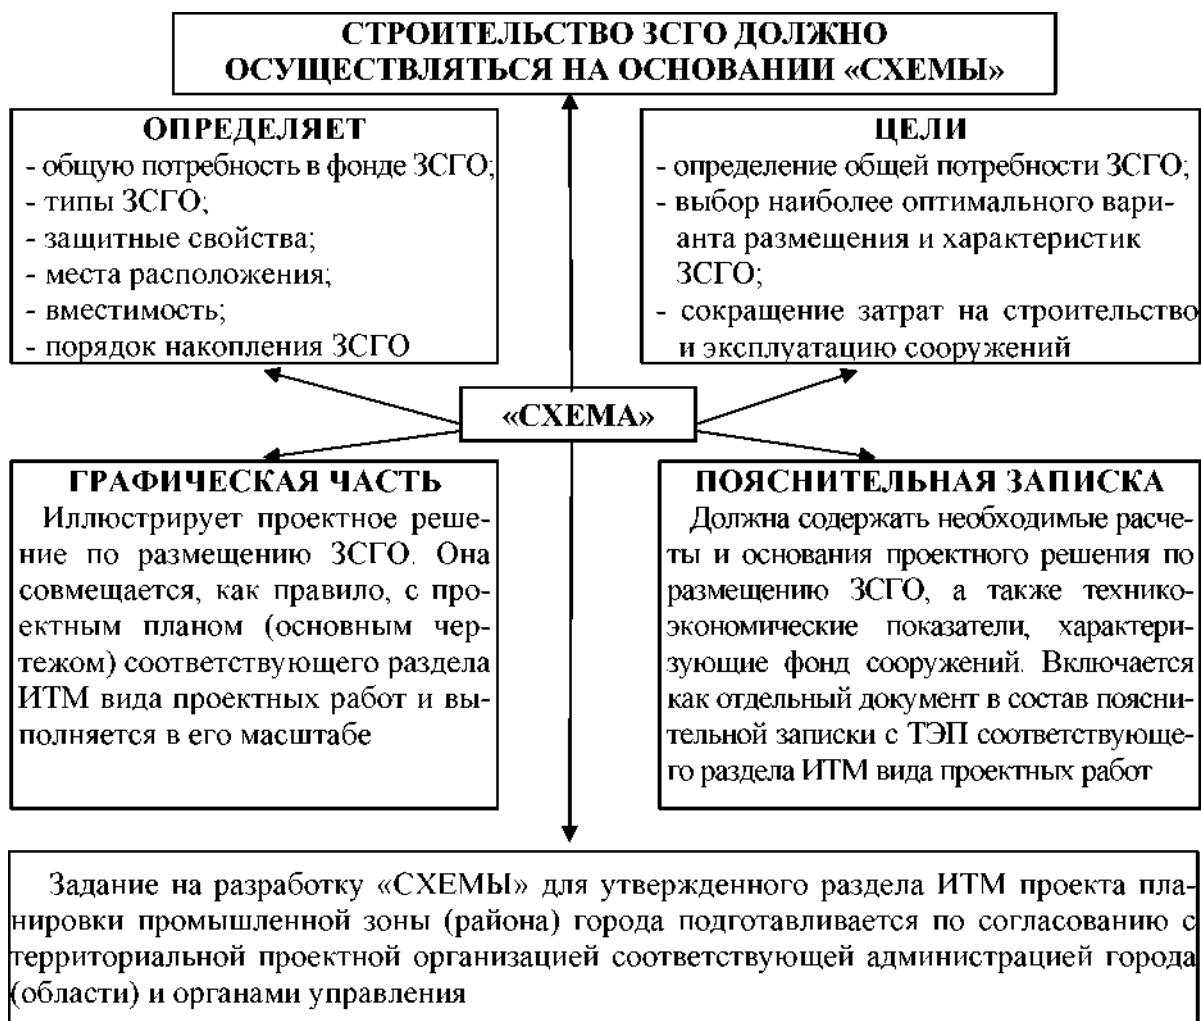 СТРОИТЕЛЬСТВО ЗСГО ДОЛЖНО
ОСУЩЕСТВЛЯТЬСЯ НА ОСНОВАНИИ «СХЕМЫ»
ОПРЕДЕЛЯЕТ
- общую потребность в фонде ЗСГО;
- типы ЗСГО;
- защитные свойства;
- места расположения;
- вместимость;
- порядок накопления ЗСГО
ЦЕЛИ
- определение общей потребности ЗСГО;
- выбор наиболее оптимального вари-
анта размещения и характеристик
ЗСГО;
- сокращение затрат на строительство
и эксплуатацию сооружений
«СХЕМА»
ГРАФИЧЕСКАЯ ЧАСТЬ
Иллюстрирует проектное реше-
ние по размещению ЗСГО. Она
совмещается, как правило, с про-
ектным планом (основным чер-
тежом) соответствующего раздела
ИТМ вида проектных работ и вы-
полняется в его масштабе
ПОЯСНИТЕЛЬНАЯ ЗАПИСКА
Должна содержать необходимые расче-
ты и основания проектного решения по
размещению ЗСГО, а также технико-
экономические показатели, характери-
зующие фонд сооружений. Включается
как отдельный документ в состав поясни-
тельной записки с ТЭП соответствующе-
го раздела ИТМ вида проектных работ
Задание на разработку «СХЕМЫ» для утвержденного раздела ИТМ проекта пла-
нировки промышленной зоны (района) города подготавливается по согласованию с
территориальной проектной организацией соответствующей администрацией города
(области) и органами управления